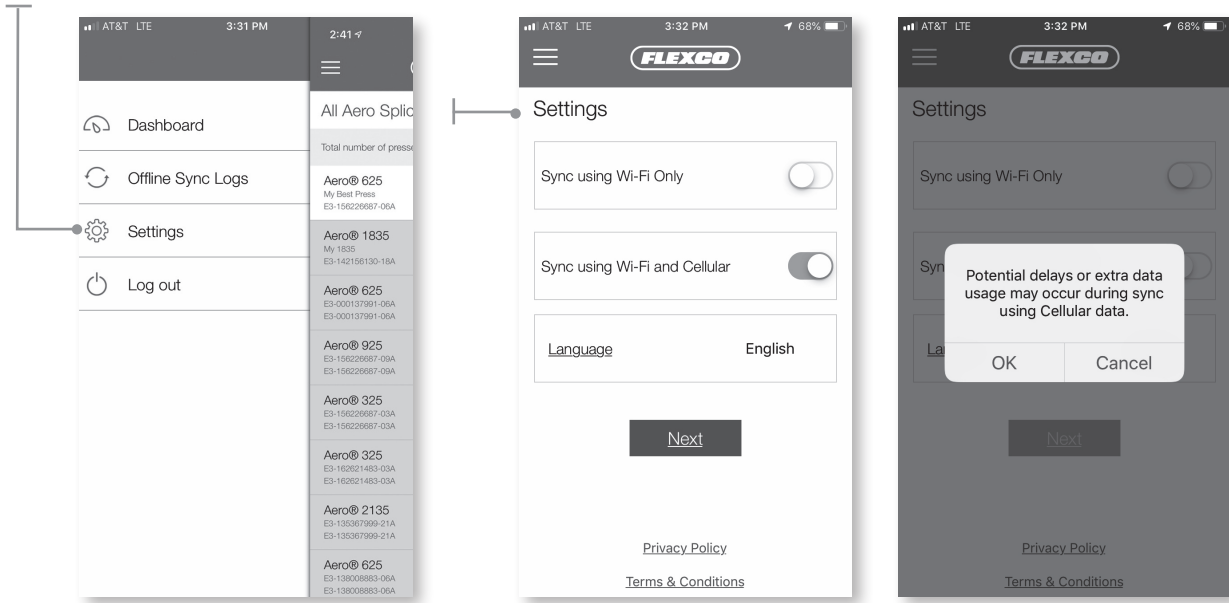 AT&T LTE 3:31 PM
Dashboard
Offline Sync Logs
Settings
Log out
2:41
All Aero Splic
Total number of presse
Aero® 625
My Best Press
E3-156226687-06A
Aero® 1835
My 1835
E3-142156130-18A
Aero® 625
E3-000137991-06A
E3-000137991-06A
Aero® 925
E3-156226687-09A
E3-156226687-09A
Aero® 325
E3-156226687-03A
E3-156226687-03A
Aero® 325
E3-162621483-03A
E3-162621483-03A
Aero® 2135
E3-135367999-21A
E3-135367999-21A
Aero® 625
E3-138008883-06A
E3-138008883-06A
AT&T LTE 3:32 PM 68%
FLEXCO
Settings
Sync using Wi-Fi Only
Sync using Wi-Fi and Cellular
Language English
Next
Privacy Policy
Terms & Conditions
AT&T LTE 3:32 PM 68%
FLEXCO
Settings
Sync using Wi-Fi Only
Syn
Potential delays or extra data
usage may occur during sync
using Cellular data.
La
OK Cancel
Next
Privacy Policy
Terms & Conditions